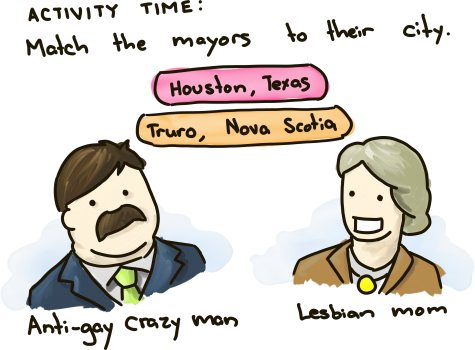 ACTIVITY TIME:
Match the mayors to their city.
Houston, Texas
Truro, Nova Scotia
Anti-gay crazy man
Lesbian mom